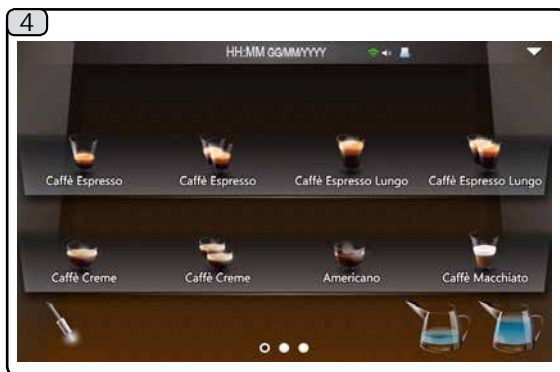 4
HH:MM GG/MM/YYYY
Caffè Espresso Caffè Espresso Caffè Espresso Lungo Caffè Espresso Lungo
Caffè Creme Caffè Creme Americano Caffè Macchiato